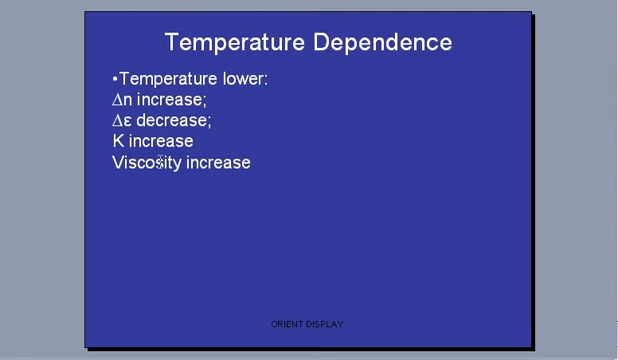 Temperature Dependence
•Temperature lower:
Δn increase;
Δε decrease;
K increase
Viscosity increase
ORIENT DISPLAY